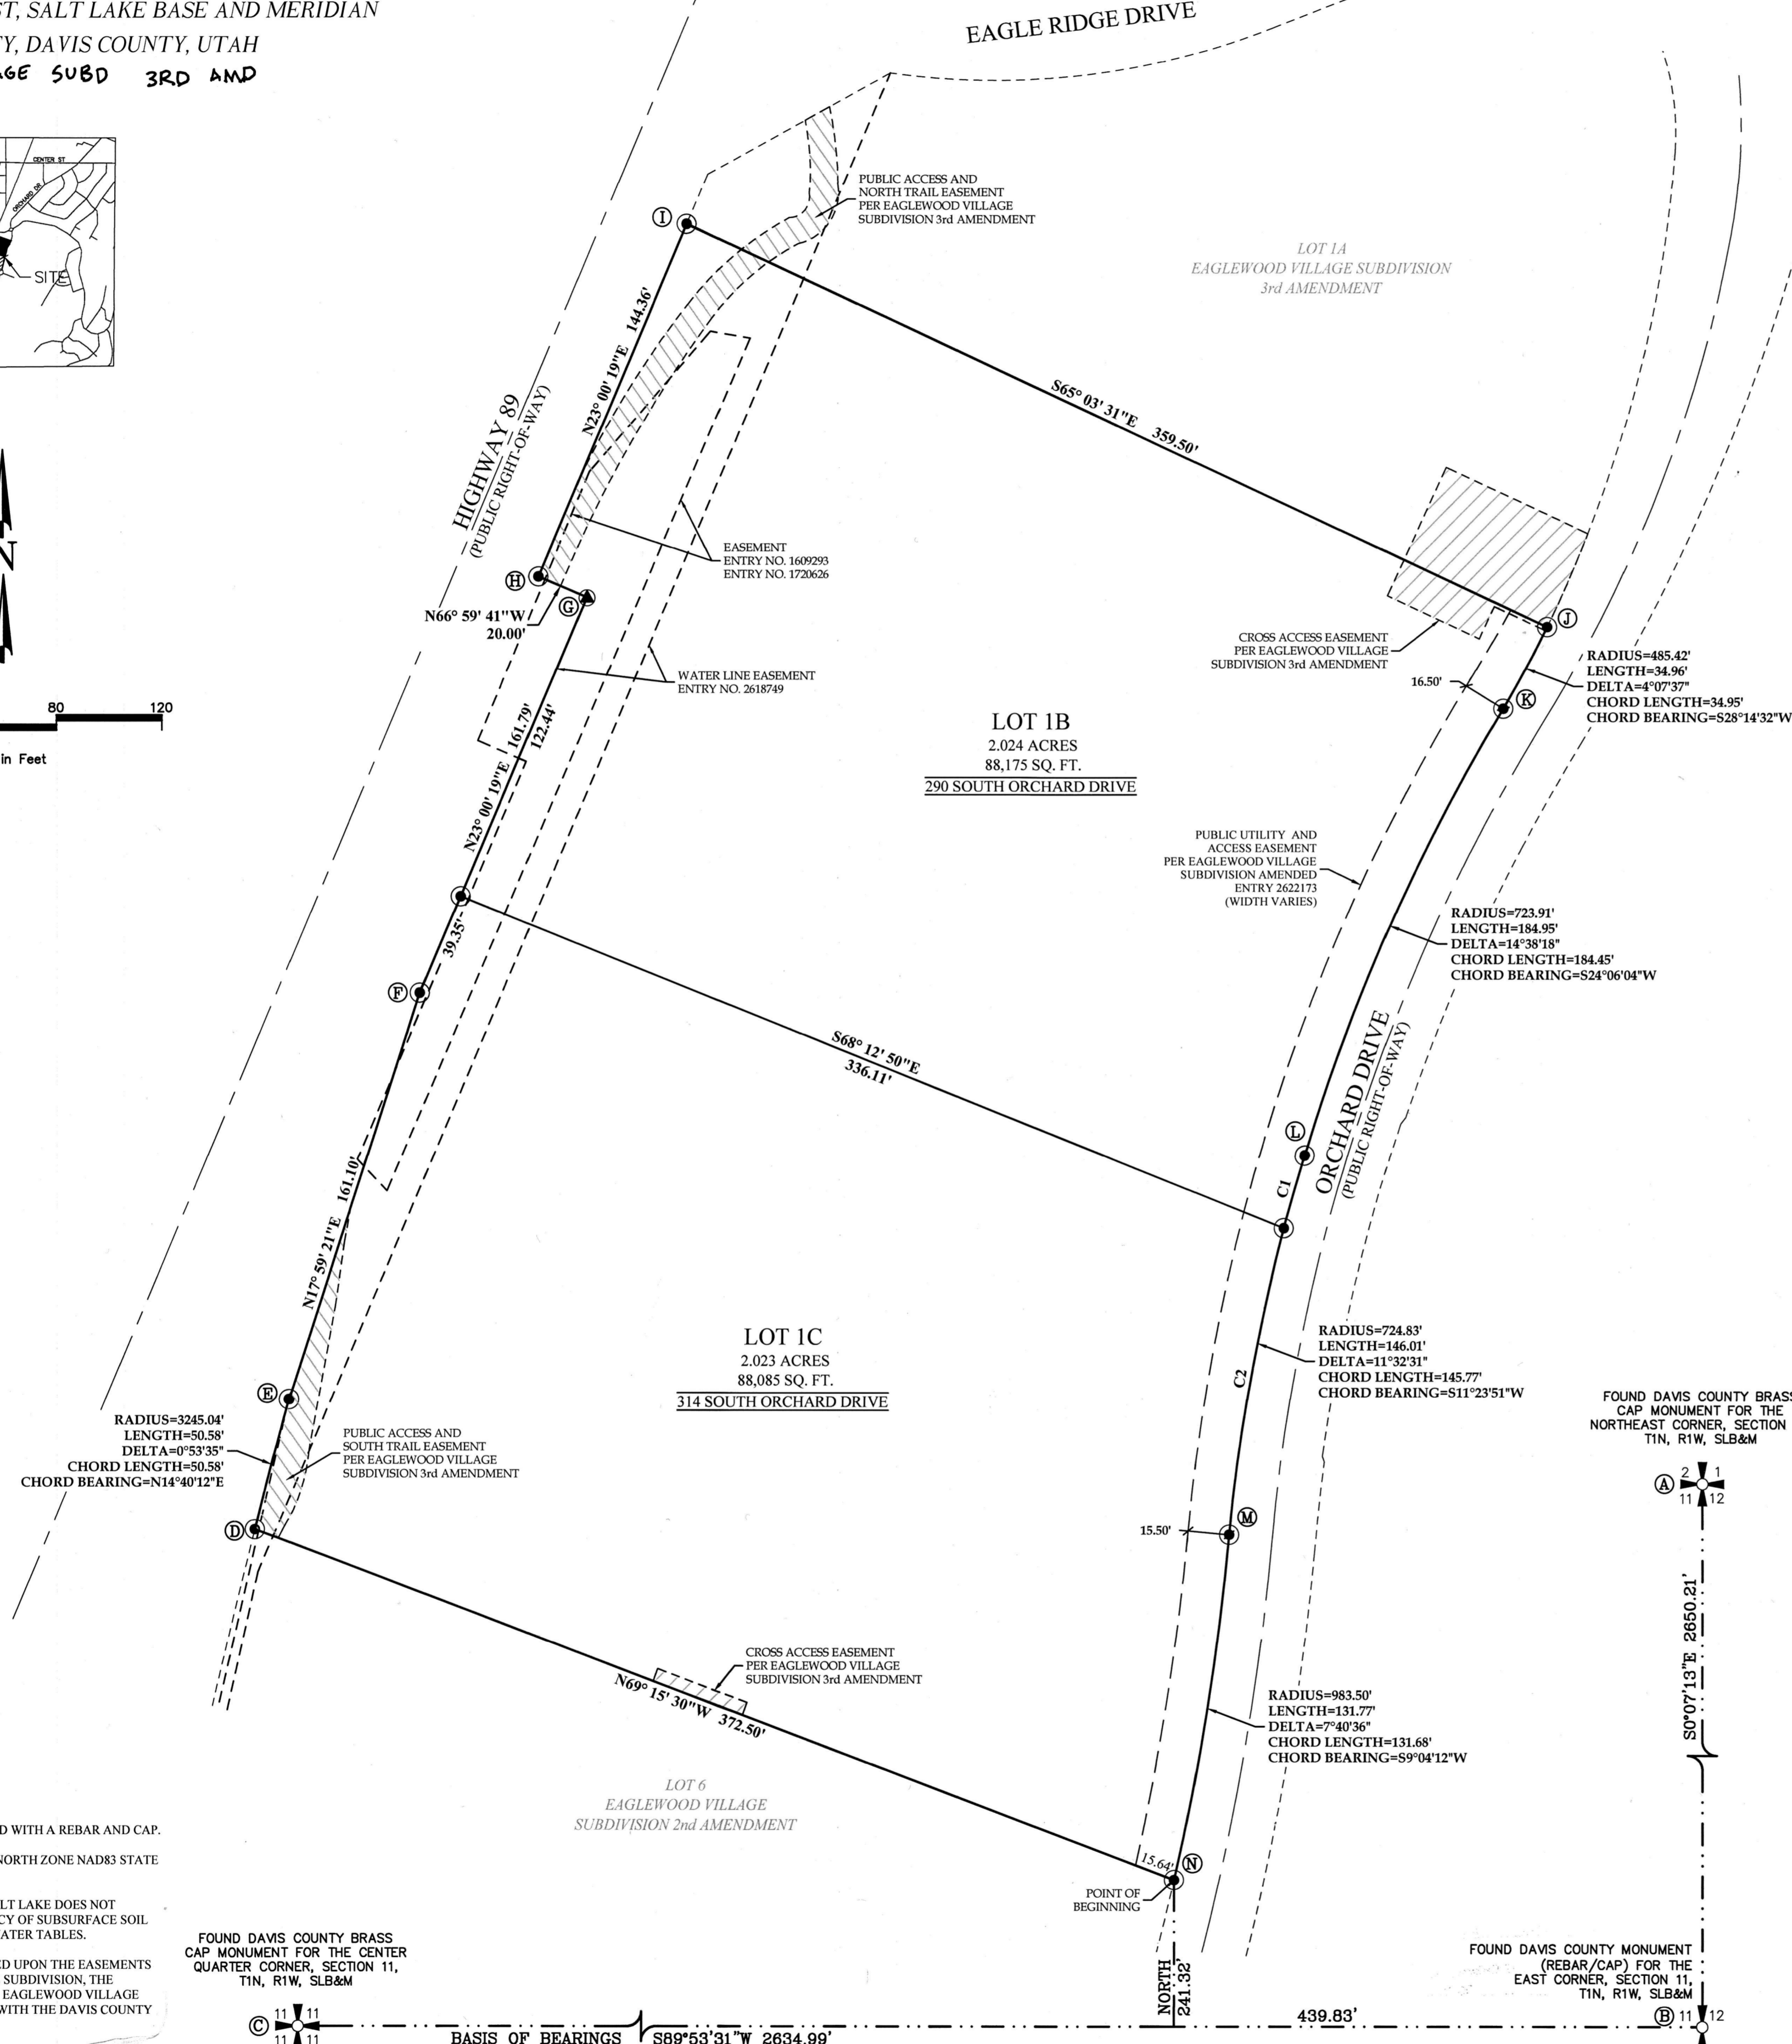 ST, SALT LAKE BASE AND MERIDIAN
TY, DAVIS COUNTY, UTAH
AGE SUBD 3RD AMD
CENTER ST
ORCHARD DR
SITE
N
80 120
in Feet
EAGLE RIDGE DRIVE
PUBLIC ACCESS AND
NORTH TRAIL EASEMENT
PER EAGLEWOOD VILLAGE
SUBDIVISION 3rd AMENDMENT
LOT 1A
EAGLEWOOD VILLAGE SUBDIVISION
3rd AMENDMENT
I
N23° 00' 19"E 144.36'
HIGHWAY 89
(PUBLIC RIGHT-OF-WAY)
S65° 03' 31"E 359.50'
EASEMENT
ENTRY NO. 1609293
ENTRY NO. 1720626
H
G
N66° 59' 41"W
20.00'
WATER LINE EASEMENT
ENTRY NO. 2618749
CROSS ACCESS EASEMENT
PER EAGLEWOOD VILLAGE
SUBDIVISION 3rd AMENDMENT
J
16.50'
K
RADIUS=485.42'
LENGTH=34.96'
DELTA=4°07'37"
CHORD LENGTH=34.95'
CHORD BEARING=S28°14'32"W
161.79'
122.44'
N23° 00' 19"E
LOT 1B
2.024 ACRES
88,175 SQ. FT.
290 SOUTH ORCHARD DRIVE
PUBLIC UTILITY AND
ACCESS EASEMENT
PER EAGLEWOOD VILLAGE
SUBDIVISION AMENDED
ENTRY 2622173
(WIDTH VARIES)
RADIUS=723.91'
LENGTH=184.95'
DELTA=14°38'18"
CHORD LENGTH=184.45'
CHORD BEARING=S24°06'04"W
39.35'
F
S68° 12' 50"E
336.11'
ORCHARD DRIVE
(PUBLIC RIGHT-OF-WAY)
L
C1
N17° 59' 21"E 161.10'
LOT 1C
2.023 ACRES
88,085 SQ. FT.
314 SOUTH ORCHARD DRIVE
C2
RADIUS=724.83'
LENGTH=146.01'
DELTA=11°32'31"
CHORD LENGTH=145.77'
CHORD BEARING=S11°23'51"W
E
RADIUS=3245.04'
LENGTH=50.58'
DELTA=0°53'35"
CHORD LENGTH=50.58'
CHORD BEARING=N14°40'12"E
PUBLIC ACCESS AND
SOUTH TRAIL EASEMENT
PER EAGLEWOOD VILLAGE
SUBDIVISION 3rd AMENDMENT
D
15.50'
M
FOUND DAVIS COUNTY BRASS
CAP MONUMENT FOR THE
NORTHEAST CORNER, SECTION
T1N, R1W, SLB&M
A
2 1
11 12
S0°07'13"E 2650.21'
CROSS ACCESS EASEMENT
PER EAGLEWOOD VILLAGE
SUBDIVISION 3rd AMENDMENT
N69° 15' 30"W 372.50'
RADIUS=983.50'
LENGTH=131.77'
DELTA=7°40'36"
CHORD LENGTH=131.68'
CHORD BEARING=S9°04'12"W
LOT 6
EAGLEWOOD VILLAGE
SUBDIVISION 2nd AMENDMENT
15.64'
N
POINT OF
BEGINNING
D WITH A REBAR AND CAP.
NORTH ZONE NAD83 STATE
LT LAKE DOES NOT
CY OF SUBSURFACE SOIL
WATER TABLES.
ED UPON THE EASEMENTS
SUBDIVISION, THE
EAGLEWOOD VILLAGE
WITH THE DAVIS COUNTY
FOUND DAVIS COUNTY BRASS
CAP MONUMENT FOR THE CENTER
QUARTER CORNER, SECTION 11,
T1N, R1W, SLB&M
C
11 11
11 11
BASIS OF BEARINGS S89°53'31"W 2634.99'
NORTH
241.32'
439.83'
FOUND DAVIS COUNTY MONUMENT
(REBAR/CAP) FOR THE
EAST CORNER, SECTION 11,
T1N, R1W, SLB&M
B
11 12